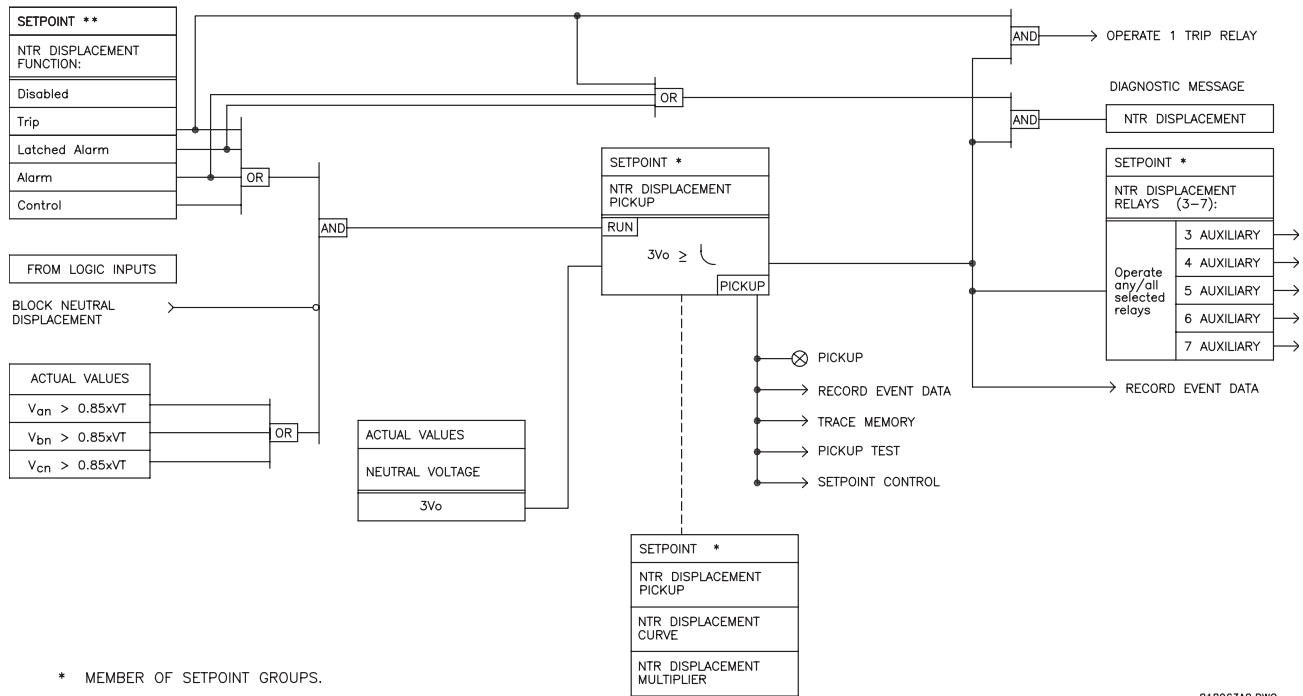 SETPOINT **
NTR DISPLACEMENT
FUNCTION:
Disabled
Trip
Latched Alarm
Alarm
Control
OR
FROM LOGIC INPUTS
BLOCK NEUTRAL
DISPLACEMENT
ACTUAL VALUES
Van > 0.85xVT
Vbn > 0.85xVT
Vcn > 0.85xVT
OR
AND
ACTUAL VALUES
NEUTRAL VOLTAGE
3Vo
SETPOINT *
NTR DISPLACEMENT
PICKUP
RUN
3Vo ≥
PICKUP
OR
PICKUP
RECORD EVENT DATA
TRACE MEMORY
PICKUP TEST
SETPOINT CONTROL
SETPOINT *
NTR DISPLACEMENT
PICKUP
NTR DISPLACEMENT
CURVE
NTR DISPLACEMENT
MULTIPLIER
AND
OPERATE 1 TRIP RELAY
DIAGNOSTIC MESSAGE
AND
NTR DISPLACEMENT
SETPOINT *
NTR DISPLACEMENT
RELAYS (3-7):
Operate
any/all
selected
relays
3 AUXILIARY
4 AUXILIARY
5 AUXILIARY
6 AUXILIARY
7 AUXILIARY
RECORD EVENT DATA
* MEMBER OF SETPOINT GROUPS.